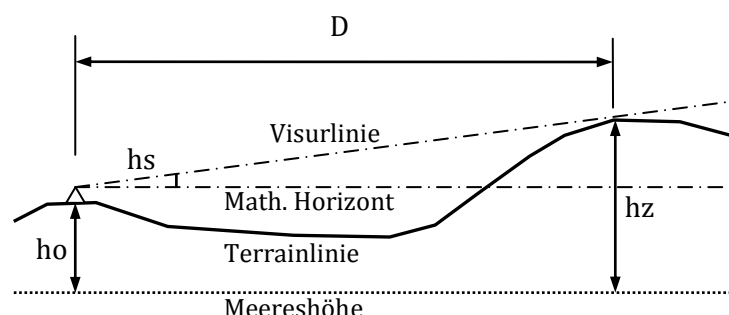 D
Visurlinie
hs
Math. Horizont
hz
ho
Terrainlinie
Meereshöhe